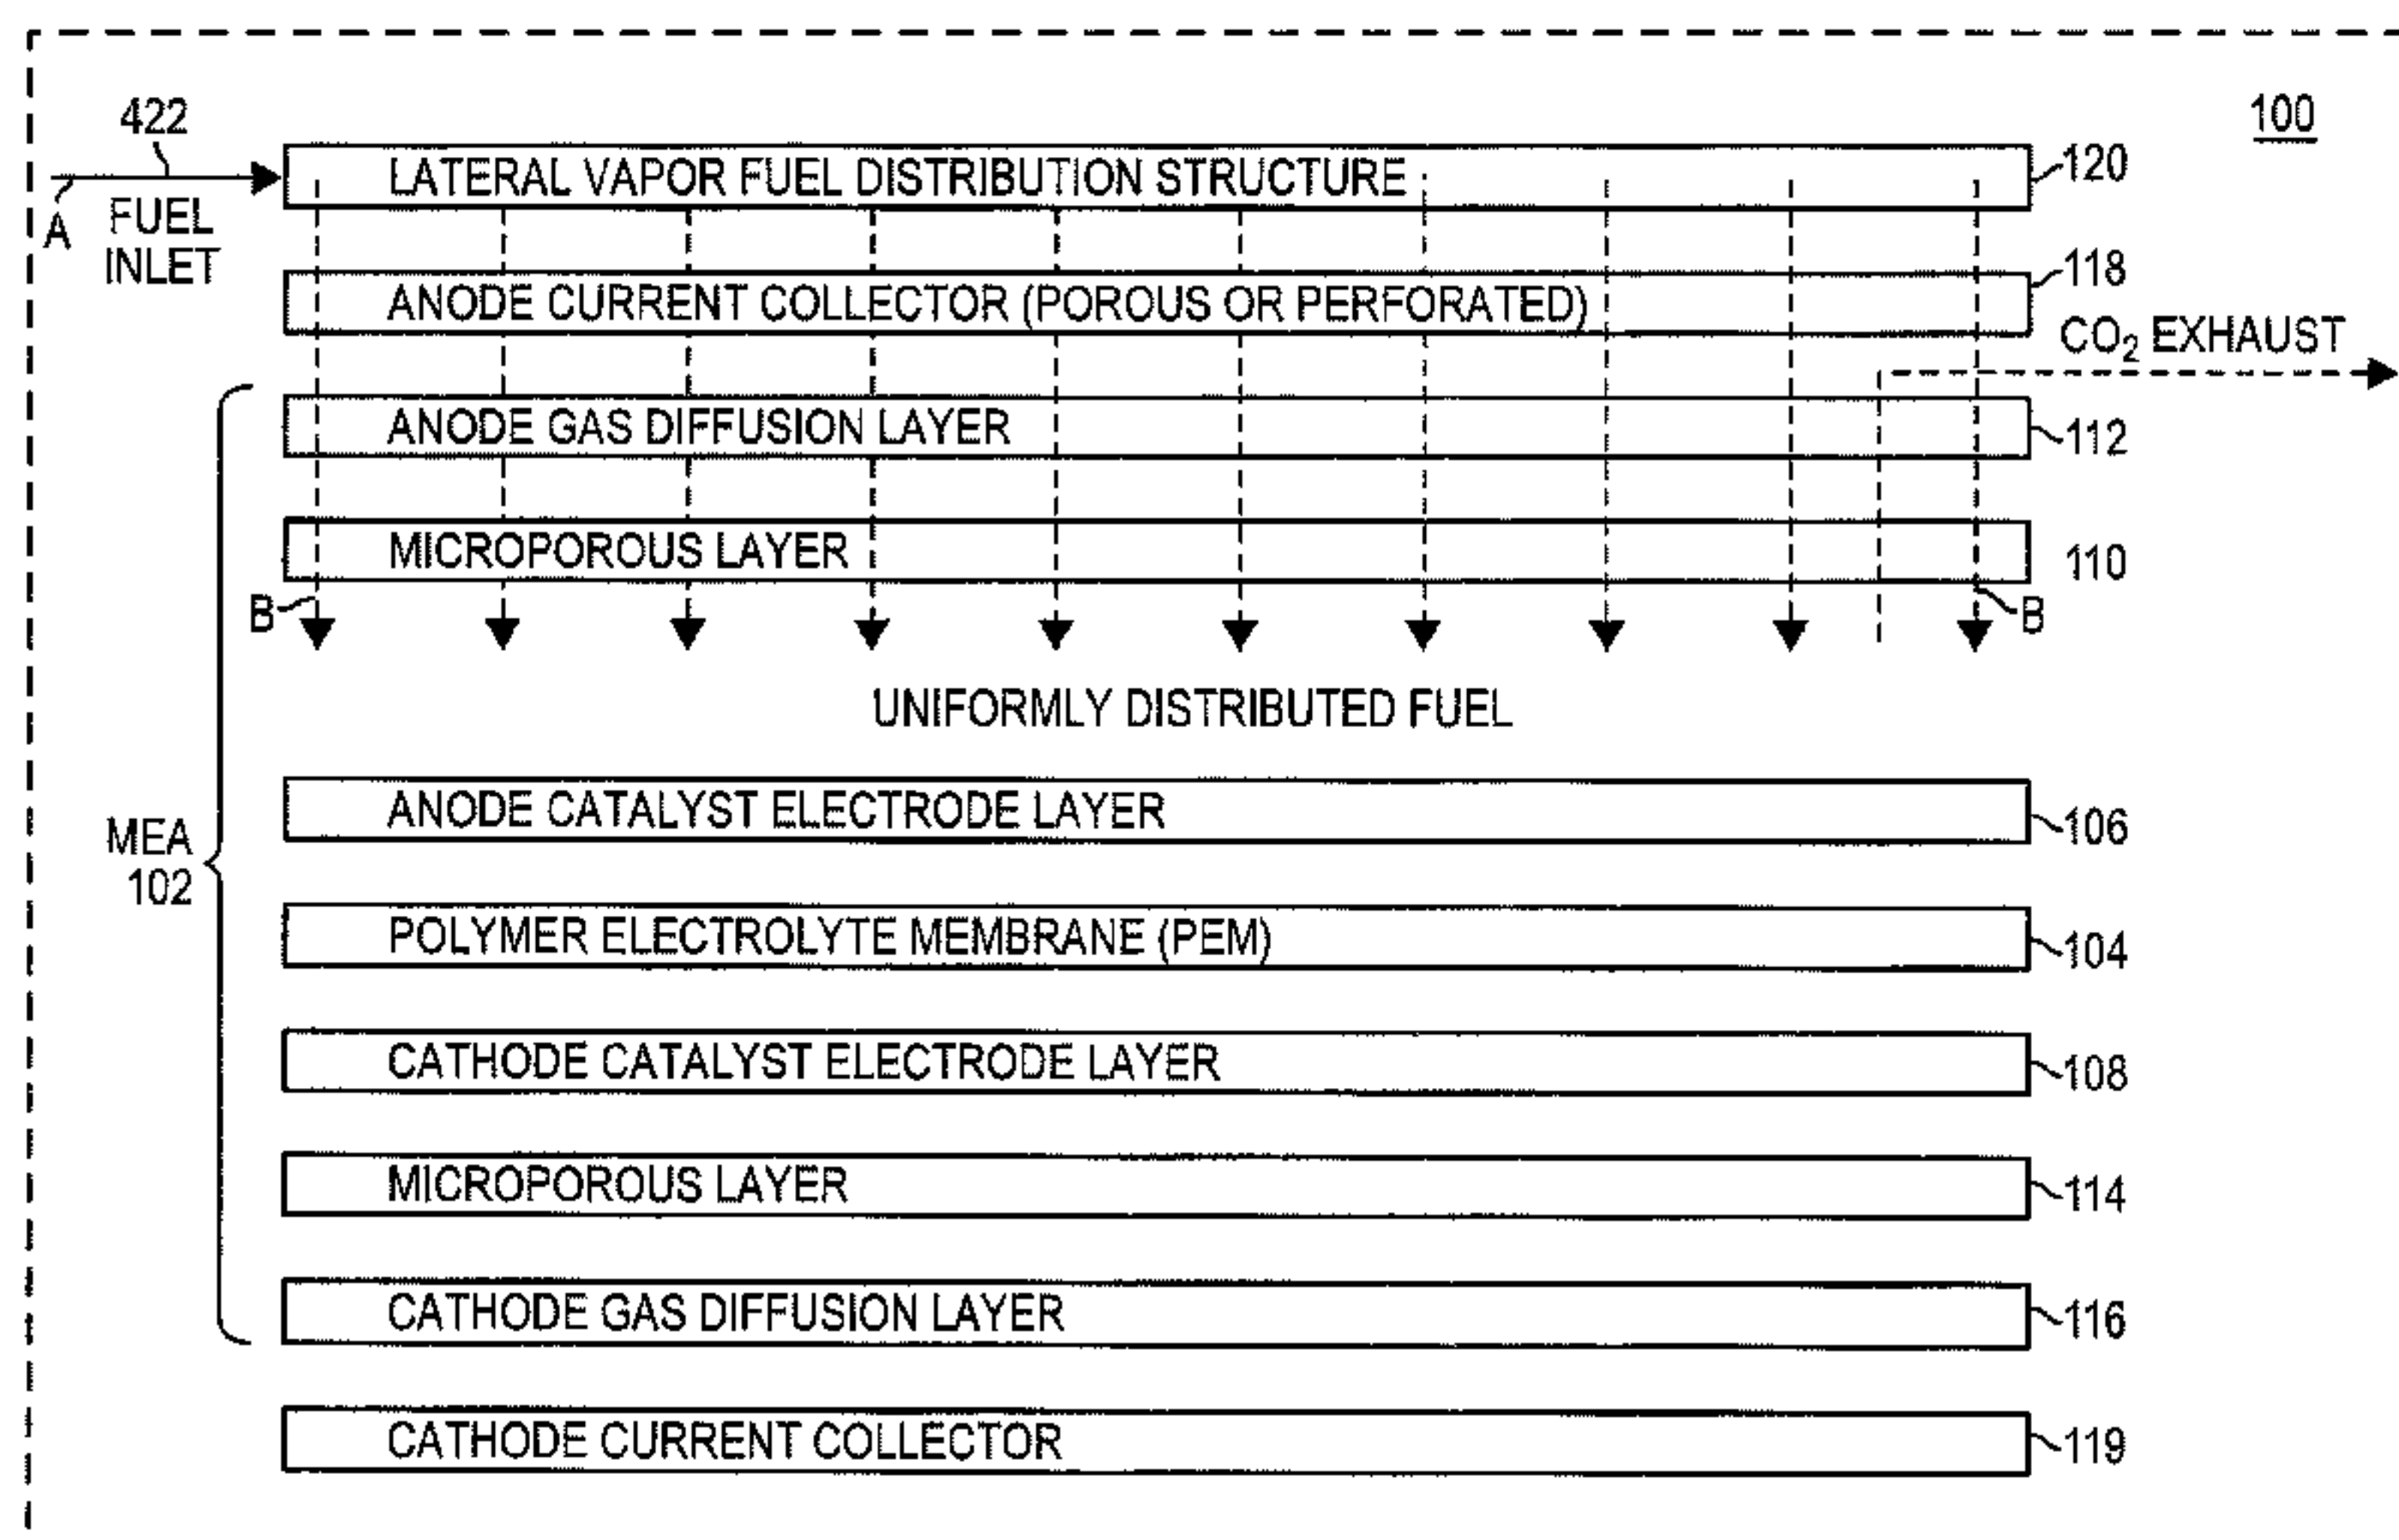 100
422
LATERAL VAPOR FUEL DISTRIBUTION STRUCTURE
120
A
FUEL
INLET
118
ANODE CURRENT COLLECTOR (POROUS OR PERFORATED)
CO₂ EXHAUST
ANODE GAS DIFFUSION LAYER
112
MICROPOROUS LAYER
110
B
B
UNIFORMLY DISTRIBUTED FUEL
ANODE CATALYST ELECTRODE LAYER
106
MEA
102
POLYMER ELECTROLYTE MEMBRANE (PEM)
104
CATHODE CATALYST ELECTRODE LAYER
108
MICROPOROUS LAYER
114
CATHODE GAS DIFFUSION LAYER
116
CATHODE CURRENT COLLECTOR
119